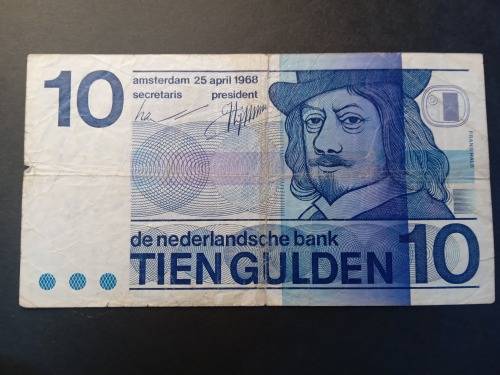 10
amsterdam 25 april 1968
secretaris president
FRANS HALS
de nederlandsche bank
TIEN GULDEN 10